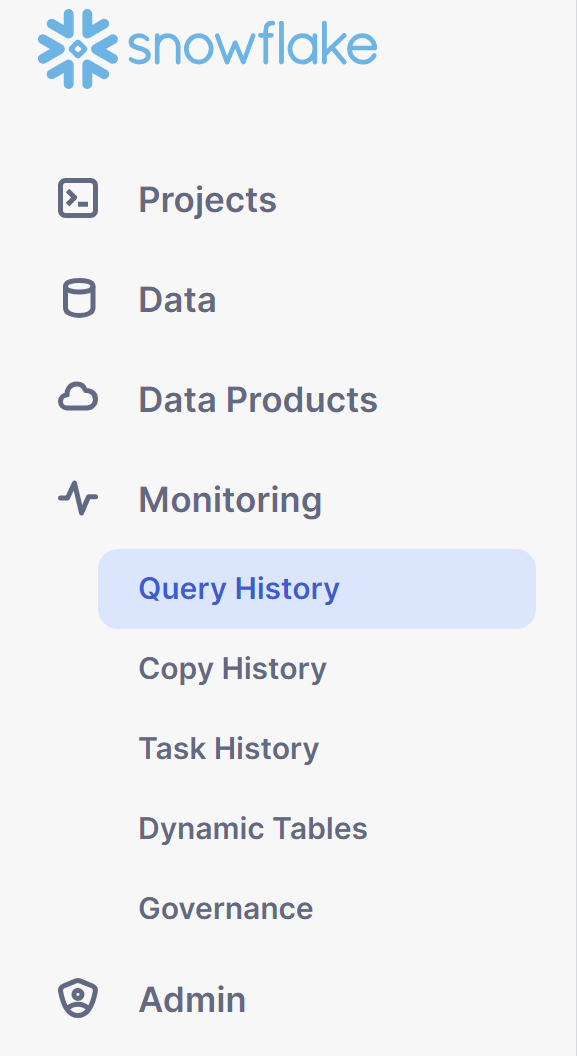 snowflake
Projects
Data
Data Products
Monitoring
Query History
Copy History
Task History
Dynamic Tables
Governance
Admin